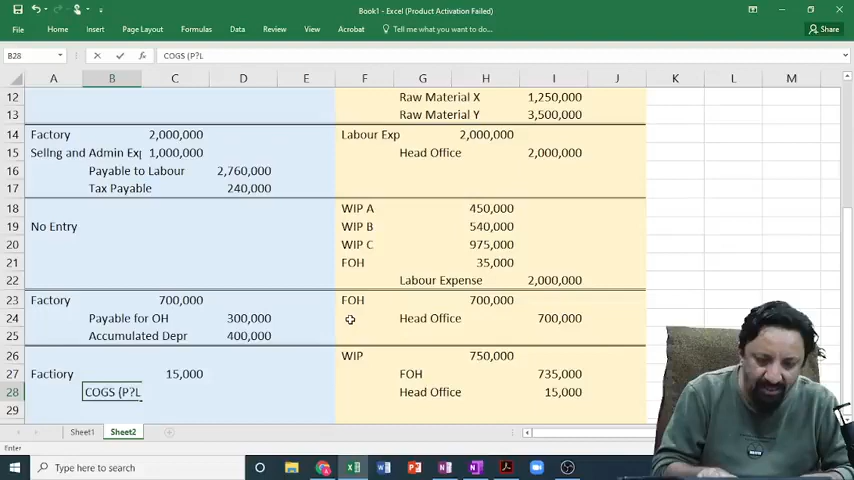 Book1 - Excel (Product Activation Failed)
File Home Insert Page Layout Formulas Data Review View Acrobat Tell me what you want to do... Share
B28 fx COGS (P?L
A B C D E F G H I J K L M
12 Raw Material X 1,250,000
13 Raw Material Y 3,500,000
14 Factory 2,000,000 Labour Exp 2,000,000
15 Sellng and Admin Exp 1,000,000 Head Office 2,000,000
16 Payable to Labour 2,760,000
17 Tax Payable 240,000
18 WIP A 450,000
19 No Entry WIP B 540,000
20 WIP C 975,000
21 FOH 35,000
22 Labour Expense 2,000,000
23 Factory 700,000 FOH 700,000
24 Payable for OH 300,000 Head Office 700,000
25 Accumulated Depr 400,000
26 WIP 750,000
27 Factiory 15,000 FOH 735,000
28 COGS (P?L Head Office 15,000
29
Sheet1 Sheet2
Enter
Type here to search